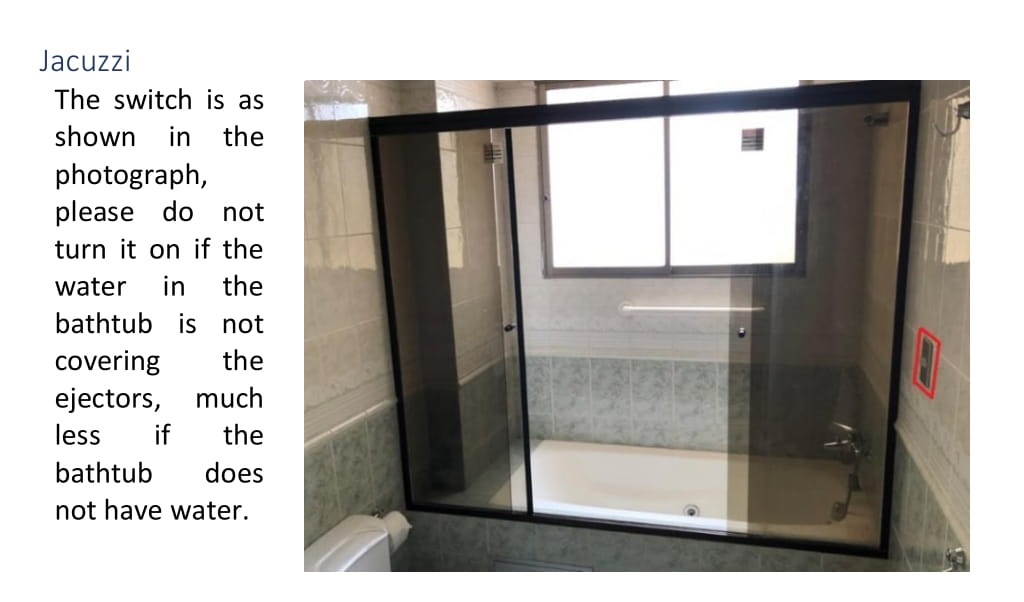 Jacuzzi
The switch is as
shown in the
photograph,
please do not
turn it on if the
water in the
bathtub is not
covering the
ejectors, much
less if the
bathtub does
not have water.